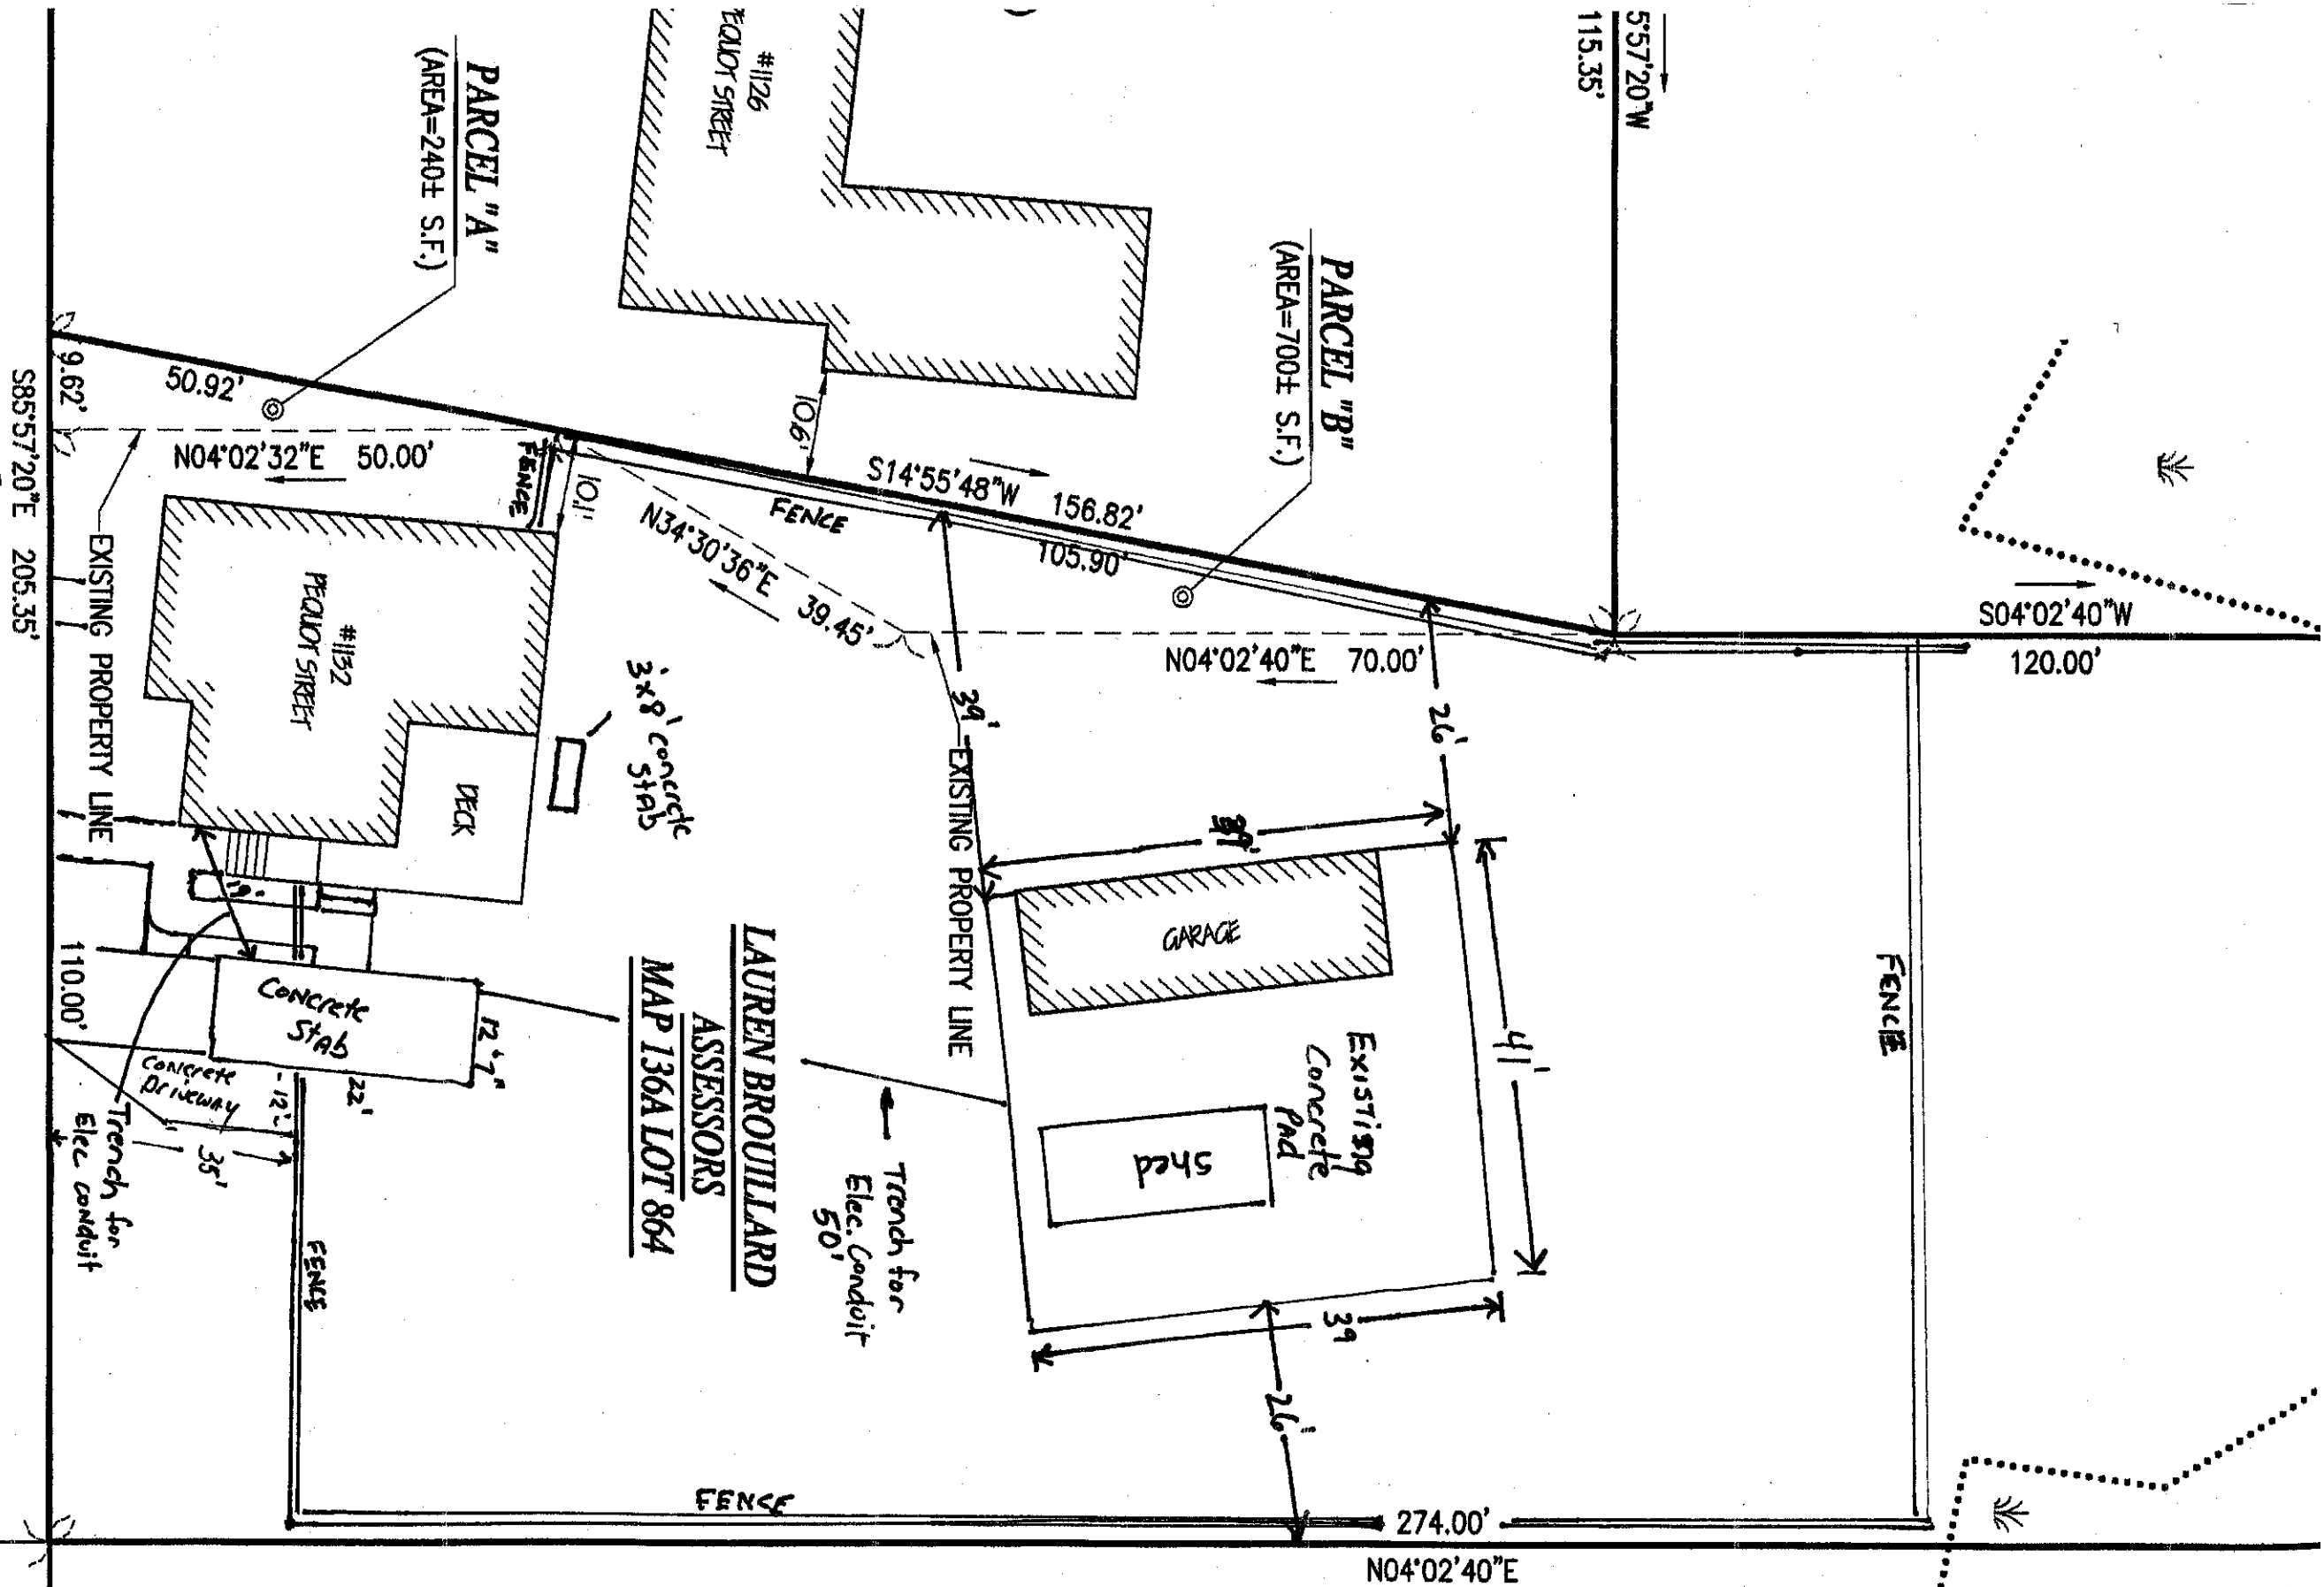 5°57'20"W
115.35'
#1126
PEQUOT STREET
PARCEL "A"
(AREA=240± S.F.)
PARCEL "B"
(AREA=700± S.F.)
9.62'
50.92'
S85°57'20"E 205.35'
N04°02'32"E 50.00'
EXISTING PROPERTY LINE
FENCE
10.1'
10.6'
S14°55'48"W 156.82'
FENCE
105.90'
N34°30'36"E 39.45'
N04°02'40"E 70.00'
S04°02'40"W
120.00'
#1132
PEQUOT STREET
DECK
3'x8' concrete
Slab
39'
EXISTING PROPERTY LINE
26'
GARAGE
41'
Existing
Concrete
PAd
Shed
39
26'
FENCE
LAUREN BROUILLARD
ASSESSORS
MAP 136A LOT 864
Trench for
Elec. Conduit
50'
19'
110.00'
Concrete
Slab
12'7"
22'
Concrete
Driveway
12'
35'
Trench for
Elec conduit
FENCE
FENCE
274.00'
N04°02'40"E